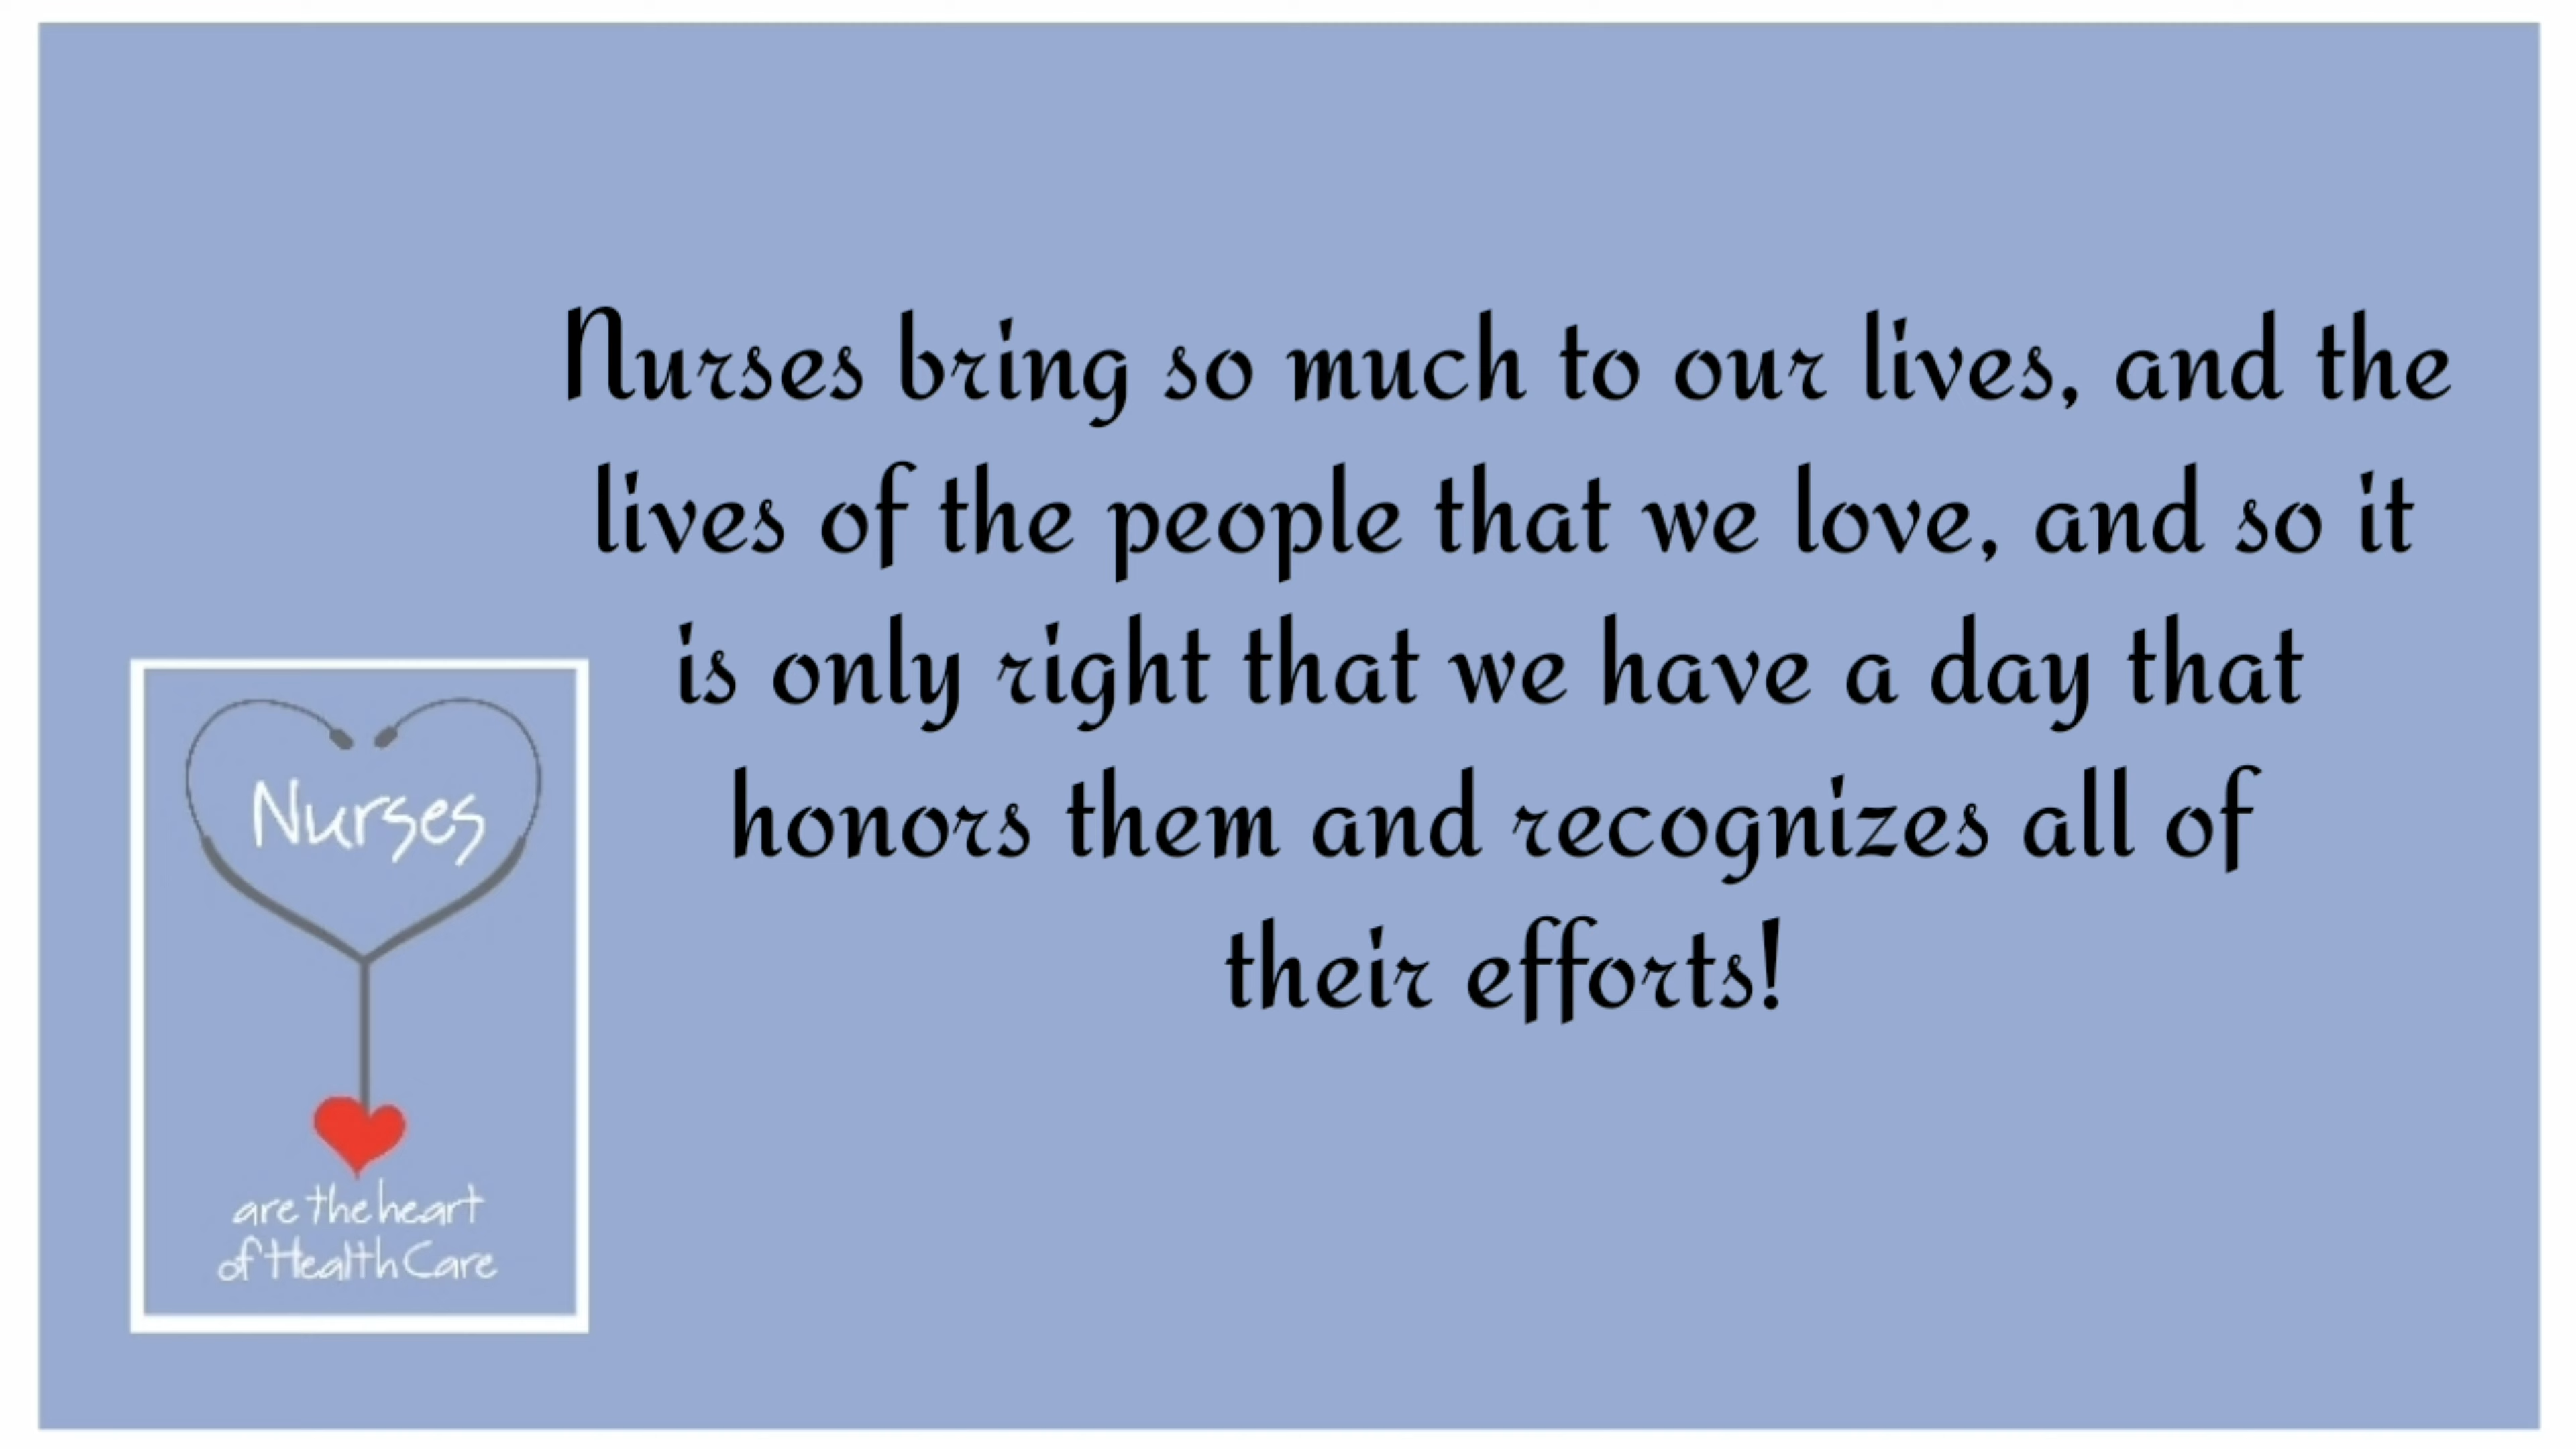 Nurses bring so much to our lives, and the
lives of the people that we love, and so it
is only right that we have a day that
honors them and recognizes all of
their efforts!
Nurses
are the heart
of Health Care